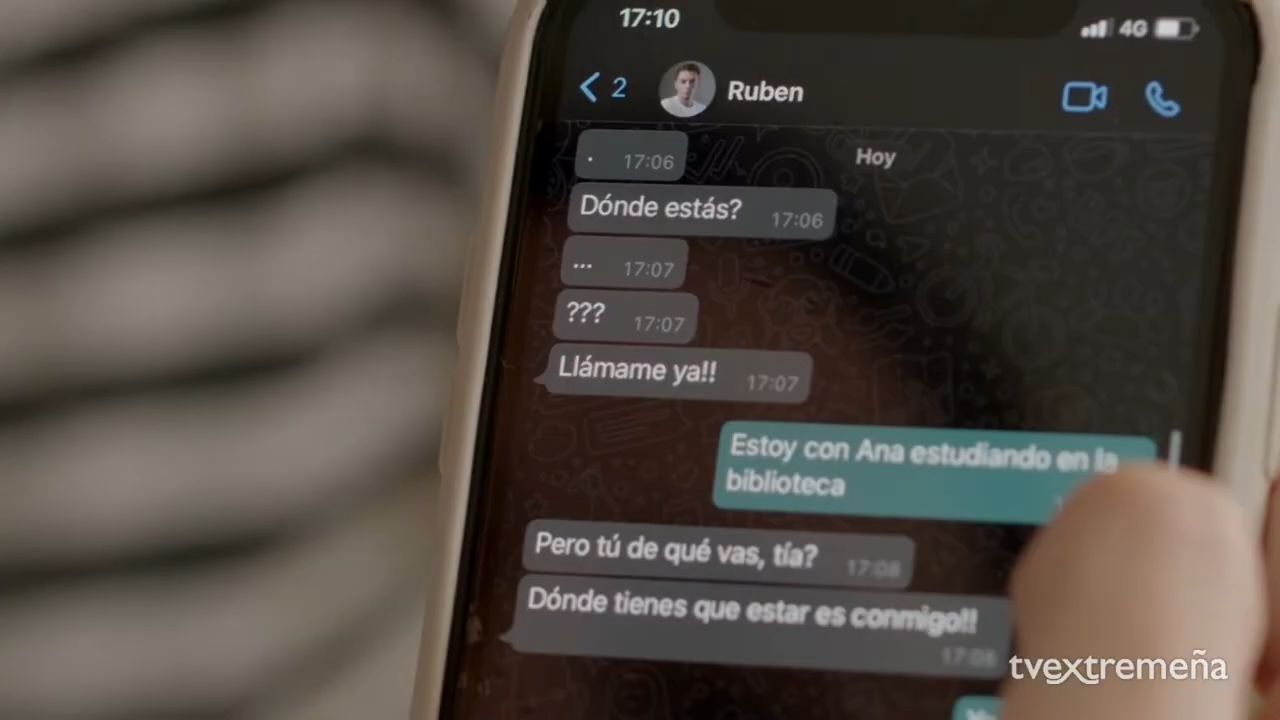 17:10
4G
2
Ruben
Hoy
. 17:06
Dónde estás? 17:06
... 17:07
??? 17:07
Llámame ya!! 17:07
Estoy con Ana estudiando en la
biblioteca
Pero tú de qué vas, tía? 17:08
Dónde tienes que estar es conmigo!!
17:08
tvextremeña